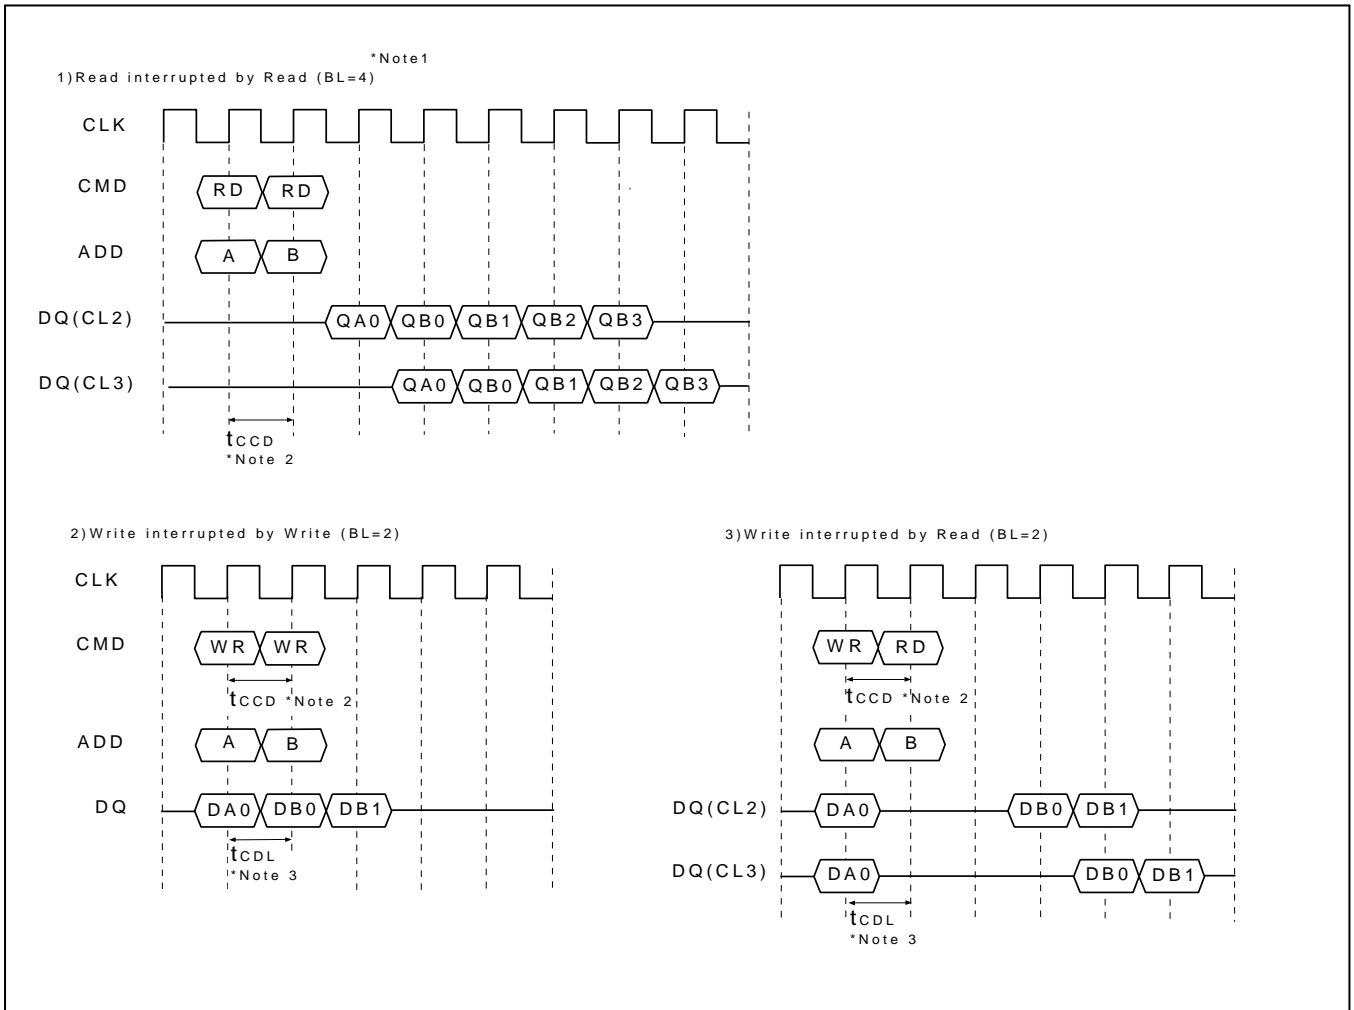 *Note1
1)Read interrupted by Read (BL=4)
CLK
CMD RD RD
ADD A B
DQ(CL2) QA0 QB0 QB1 QB2 QB3
DQ(CL3) QA0 QB0 QB1 QB2 QB3
tCCD
*Note 2
2)Write interrupted by Write (BL=2)
CLK
CMD WR WR
tCCD *Note 2
ADD A B
DQ DA0 DB0 DB1
tCDL
*Note 3
3)Write interrupted by Read (BL=2)
WR RD
tCCD *Note 2
A B
DQ(CL2) DA0 DB0 DB1
DQ(CL3) DA0 DB0 DB1
tCDL
*Note 3